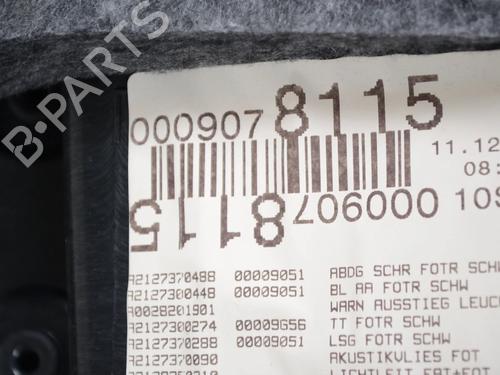 0009078115
11.12
08:
0009078115 10S
A2127370488 00009051 ABDG SCHR FOTR SCHW
A2127300448 00009051 BL AA FOTR SCHW
A0028201901 WARN AUSSTIEG LEUC
A2127300274 00009G56 TT FOTR SCHW
A2127370288 00009051 LSG FOTR SCHW
A2127370090 AKUSTIKVLIES FOT